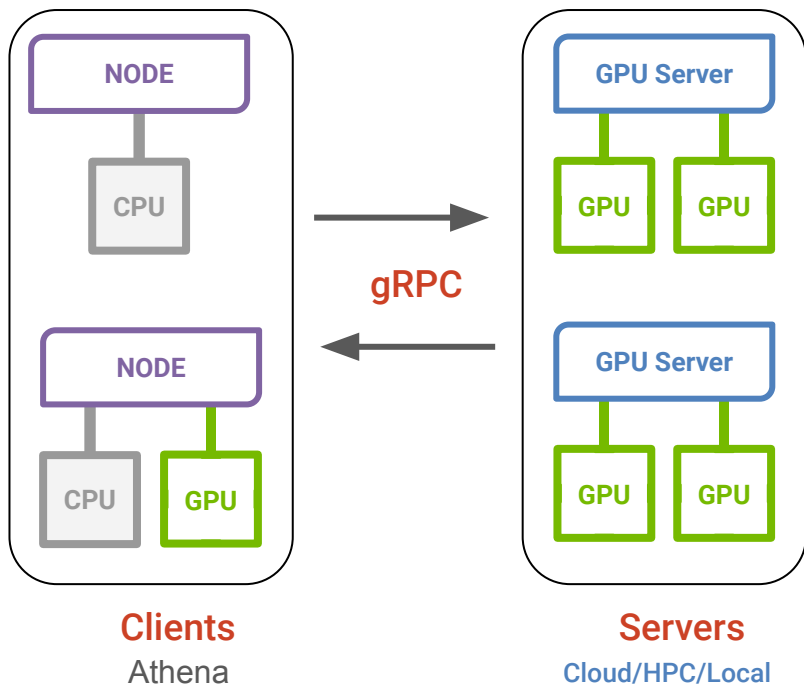 NODE
CPU
NODE
CPU GPU
gRPC
GPU Server
GPU GPU
GPU Server
GPU GPU
Clients
Athena
Servers
Cloud/HPC/Local